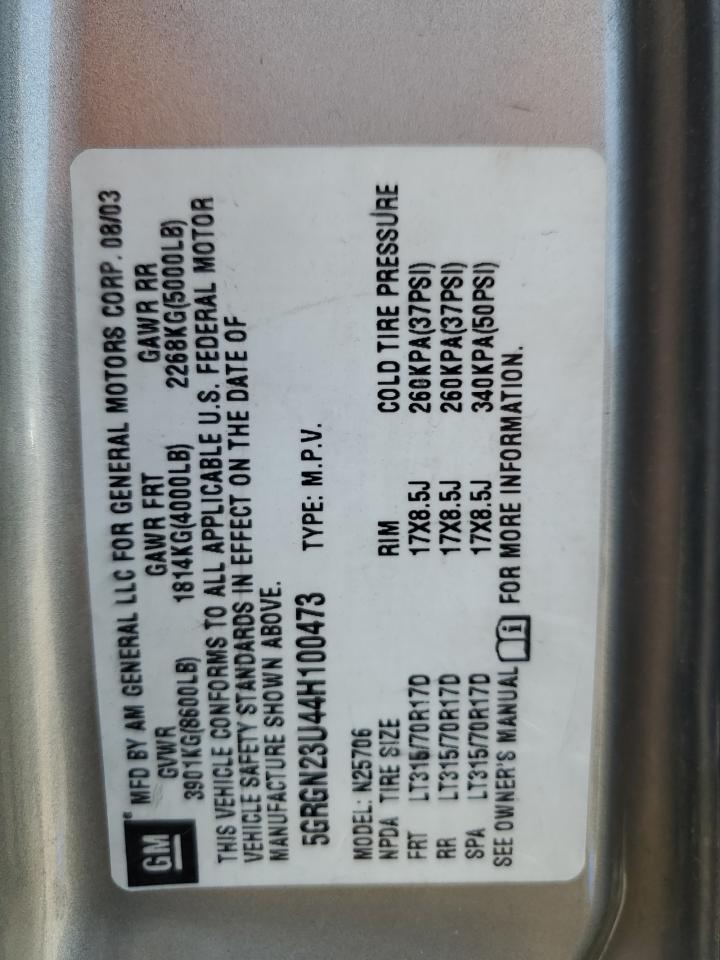 GM MFD BY AM GENERAL LLC FOR GENERAL MOTORS CORP. 08/03
GVWR GAWR FRT GAWR RR
3901KG(8600LB) 1814KG(4000LB) 2268KG(5000LB)
THIS VEHICLE CONFORMS TO ALL APPLICABLE U.S. FEDERAL MOTOR
VEHICLE SAFETY STANDARDS IN EFFECT ON THE DATE OF
MANUFACTURE SHOWN ABOVE.
5GRGN23U44H100473 TYPE: M.P.V.
MODEL: N25706
NPDA TIRE SIZE RIM COLD TIRE PRESSURE
FRT LT315/70R17D 17X8.5J 260KPA(37PSI)
RR LT315/70R17D 17X8.5J 260KPA(37PSI)
SPA LT315/70R17D 17X8.5J 340KPA(50PSI)
SEE OWNER'S MANUAL i FOR MORE INFORMATION.